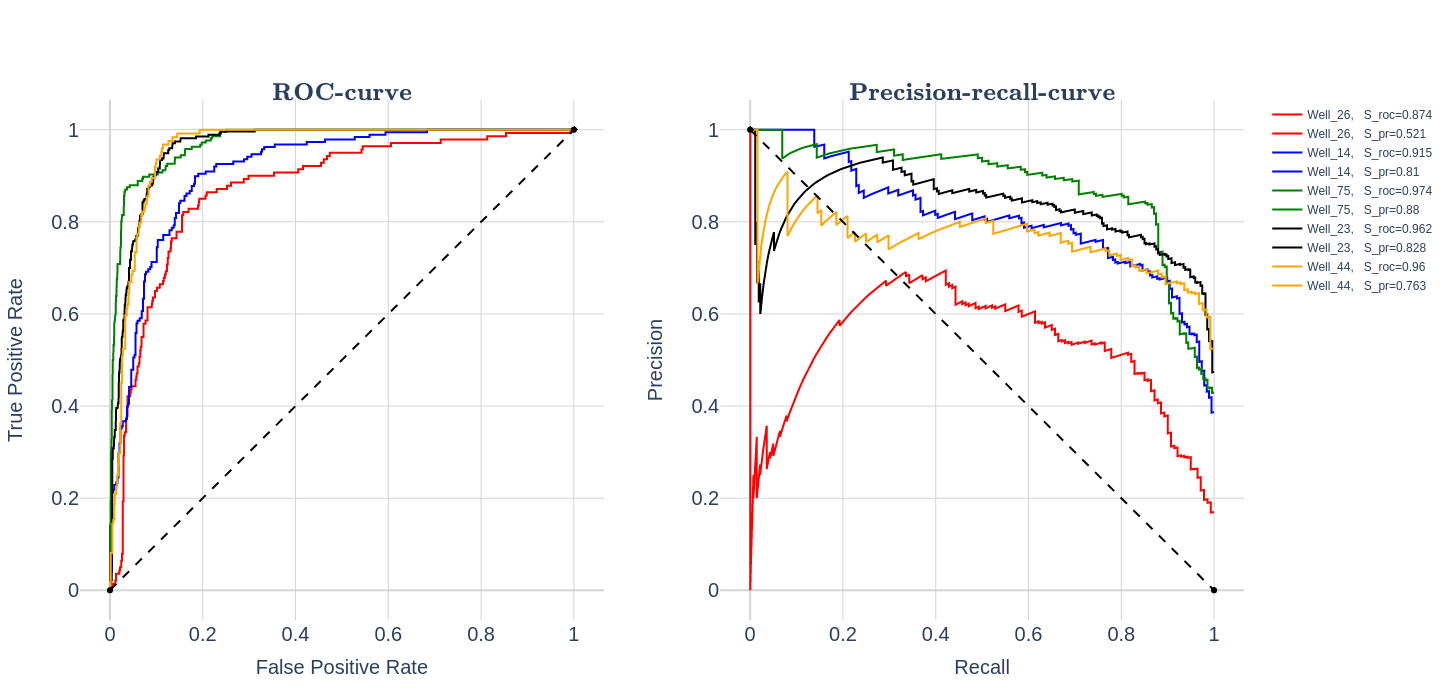 ROC-curve
True Positive Rate
1
0.8
0.6
0.4
0.2
0
0 0.2 0.4 0.6 0.8 1
False Positive Rate
Precision-recall-curve
Precision
1
0.8
0.6
0.4
0.2
0
0 0.2 0.4 0.6 0.8 1
Recall
Well_26, S_roc=0.874
Well_26, S_pr=0.521
Well_14, S_roc=0.915
Well_14, S_pr=0.81
Well_75, S_roc=0.974
Well_75, S_pr=0.88
Well_23, S_roc=0.962
Well_23, S_pr=0.828
Well_44, S_roc=0.96
Well_44, S_pr=0.763